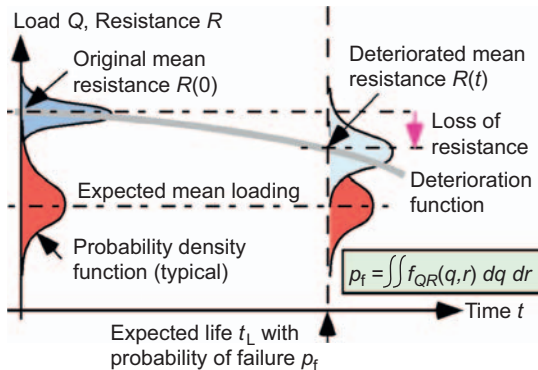 Load Q, Resistance R
Original mean
resistance R(0)
Deteriorated mean
resistance R(t)
Loss of
resistance
Expected mean loading
Deterioration
function
Probability density
function (typical)
p_f = ∫∫ f_QR(q,r) dq dr
Time t
Expected life t_L with
probability of failure p_f